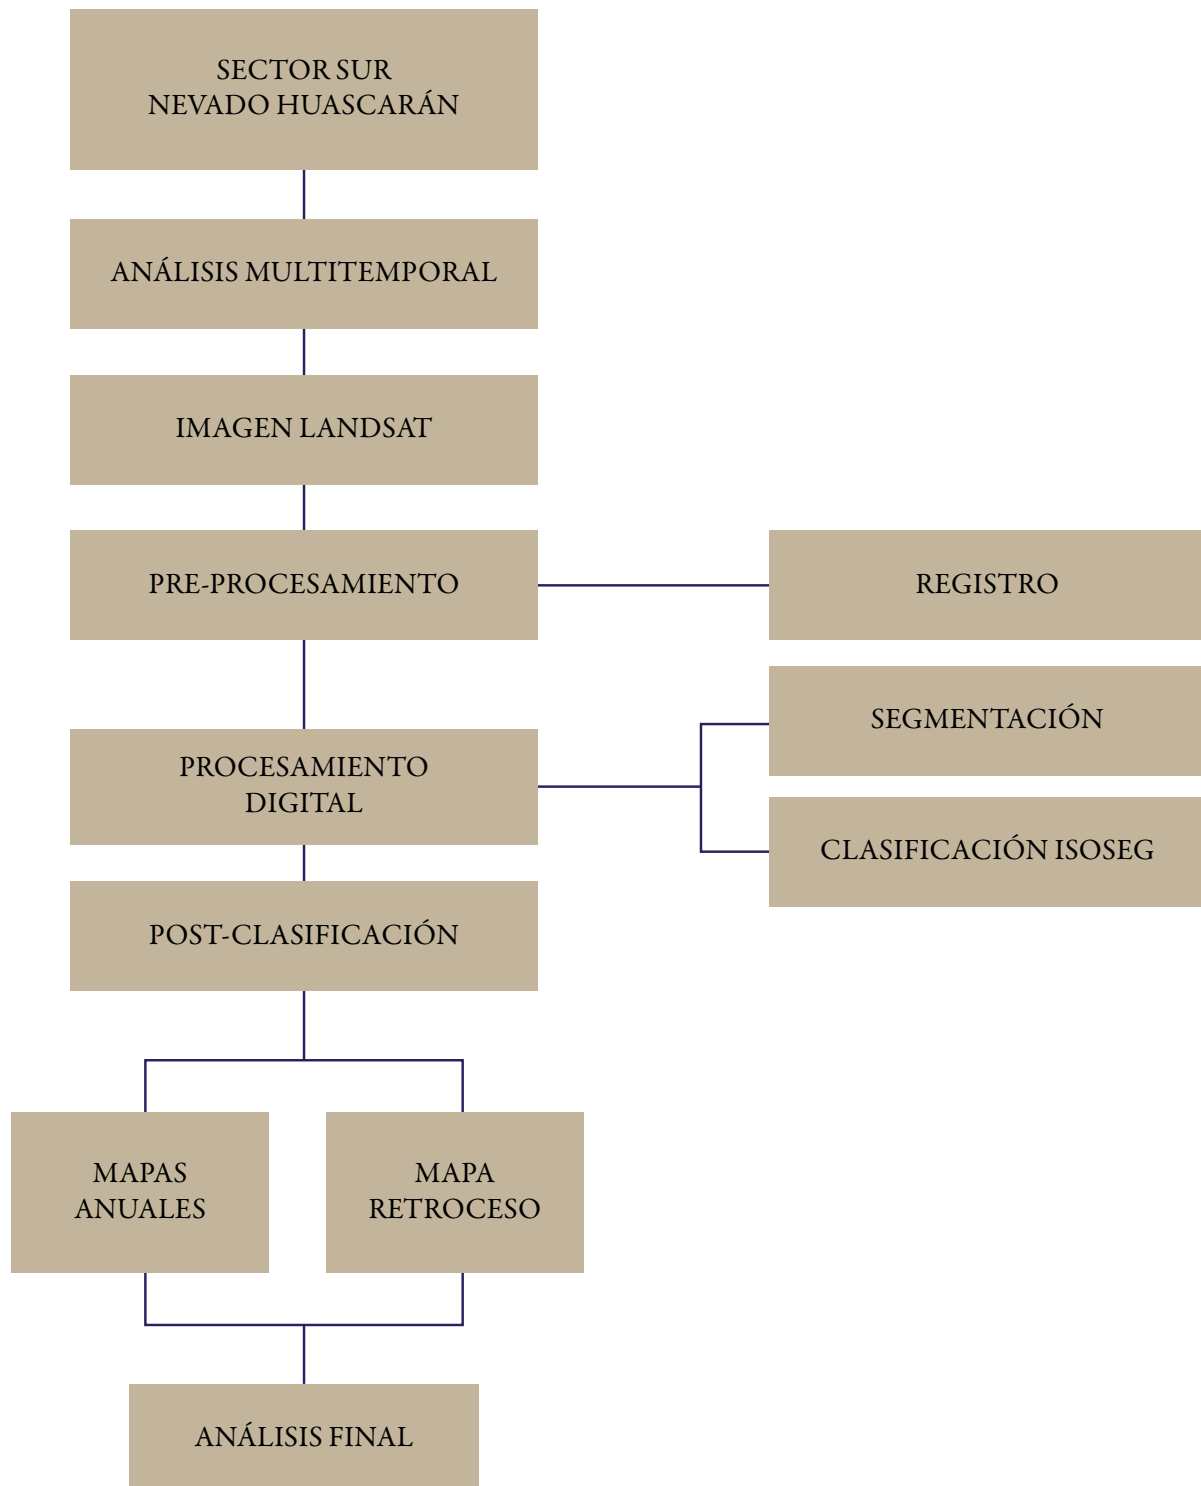 SECTOR SUR
NEVADO HUASCARÁN
ANÁLISIS MULTITEMPORAL
IMAGEN LANDSAT
PRE-PROCESAMIENTO
REGISTRO
SEGMENTACIÓN
PROCESAMIENTO
DIGITAL
CLASIFICACIÓN ISOSEG
POST-CLASIFICACIÓN
MAPAS
ANUALES
MAPA
RETROCESO
ANÁLISIS FINAL